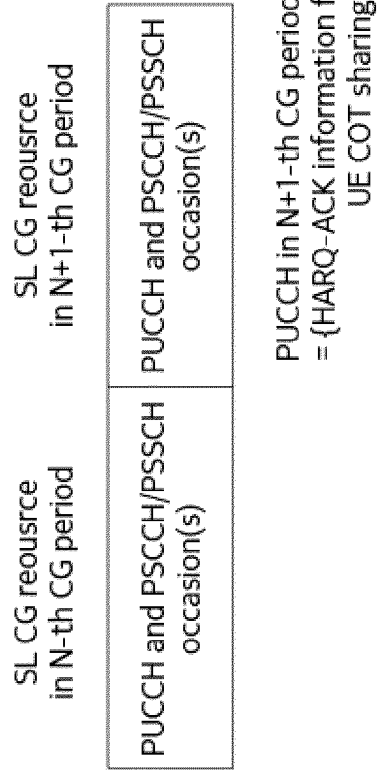 SL CG reousrce
in N-th CG period
SL CG reousrce
in N+1-th CG period
PUCCH and PSCCH/PSSCH
occasion(s)
PUCCH and PSCCH/PSSCH
occasion(s)
PUCCH in N+1-th CG period
= {HARQ-ACK information f
UE COT sharing